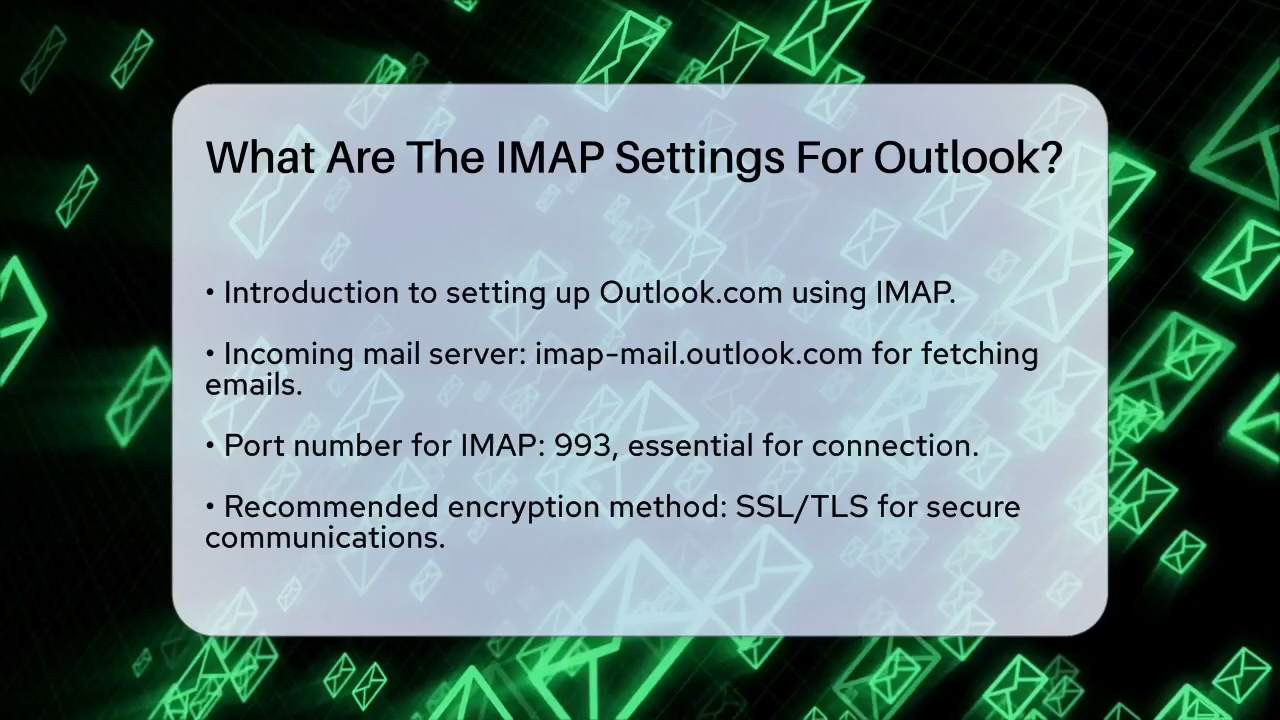 What Are The IMAP Settings For Outlook?
• Introduction to setting up Outlook.com using IMAP.
• Incoming mail server: imap-mail.outlook.com for fetching
emails.
• Port number for IMAP: 993, essential for connection.
• Recommended encryption method: SSL/TLS for secure
communications.